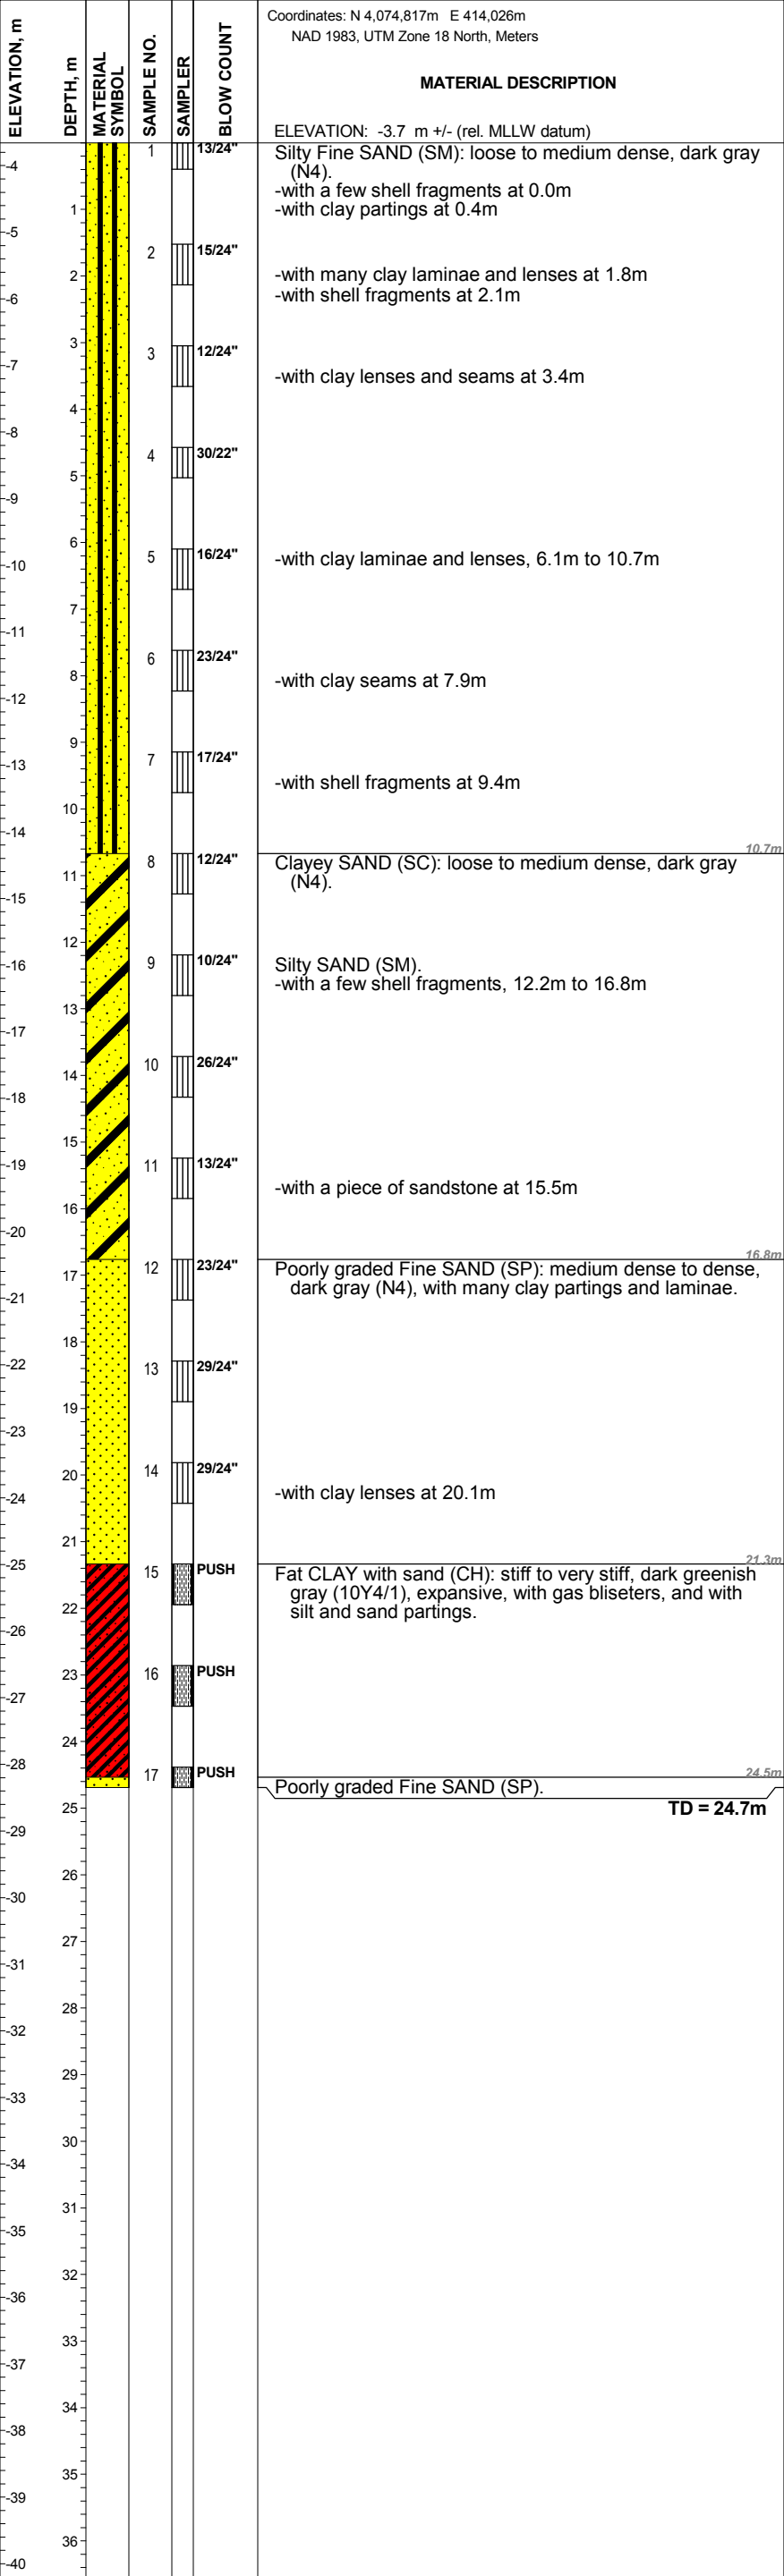 Coordinates: N 4,074,817m E 414,026m
NAD 1983, UTM Zone 18 North, Meters
ELEVATION, m
DEPTH, m
MATERIAL
SYMBOL
SAMPLE NO.
SAMPLER
BLOW COUNT
MATERIAL DESCRIPTION
ELEVATION: -3.7 m +/- (rel. MLLW datum)
1 13/24" Silty Fine SAND (SM): loose to medium dense, dark gray
-4 (N4).
-with a few shell fragments at 0.0m
1 -with clay partings at 0.4m
-5
2 15/24"
2 -with many clay laminae and lenses at 1.8m
-6 -with shell fragments at 2.1m
3
3 12/24"
-7
-with clay lenses and seams at 3.4m
4
-8
4 30/22"
5
-9
6
5 16/24" -with clay laminae and lenses, 6.1m to 10.7m
-10
7
-11
6 23/24"
8 -with clay seams at 7.9m
-12
9
7 17/24"
-13
-with shell fragments at 9.4m
10
-14
10.7m
8 12/24" Clayey SAND (SC): loose to medium dense, dark gray
11 (N4).
-15
12
-16 9 10/24" Silty SAND (SM).
-with a few shell fragments, 12.2m to 16.8m
13
-17
10 26/24"
14
-18
15
-19 11 13/24"
-with a piece of sandstone at 15.5m
16
-20
16.8m
17 12 23/24" Poorly graded Fine SAND (SP): medium dense to dense,
dark gray (N4), with many clay partings and laminae.
-21
18
-22 13 29/24"
19
-23
20 14 29/24"
-24 -with clay lenses at 20.1m
21
21.3m
-25 15 PUSH Fat CLAY with sand (CH): stiff to very stiff, dark greenish
gray (10Y4/1), expansive, with gas bliseters, and with
22 silt and sand partings.
-26
23 16 PUSH
-27
24
-28
24.5m
17 PUSH
Poorly graded Fine SAND (SP).
25 TD = 24.7m
-29
26
-30
27
-31
28
-32
29
-33
30
-34
31
-35
32
-36
33
-37
34
-38
35
-39
36
-40